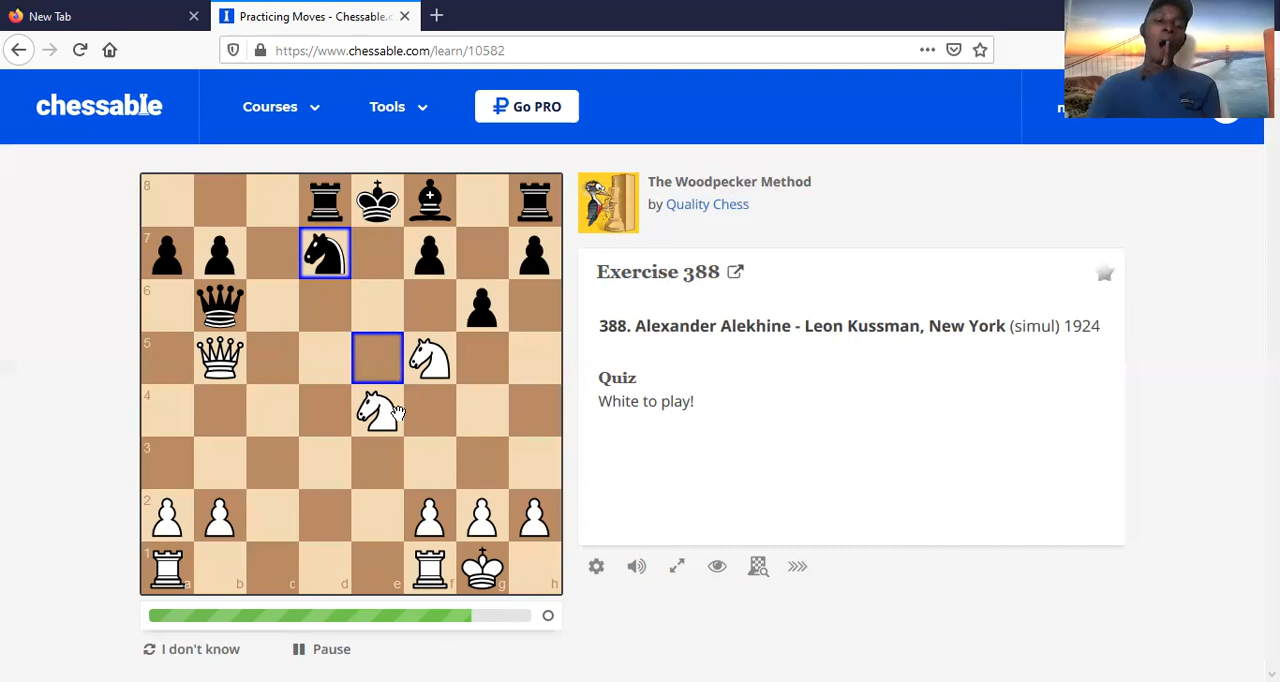 New Tab
Practicing Moves - Chessable.c
https://www.chessable.com/learn/10582
chessable
Courses
Tools
Go PRO
8
7
6
5
4
3
2
1
a
b
c
d
e
f
g
h
The Woodpecker Method
by Quality Chess
Exercise 388
388. Alexander Alekhine - Leon Kussman, New York (simul) 1924
Quiz
White to play!
I don't know
Pause